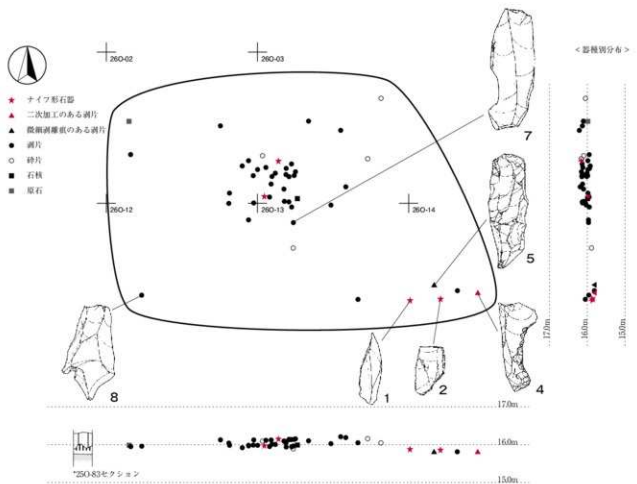 26O-02
26O-03
<器種別分布>
ナイフ形石器
二次加工のある剥片
微細剥離痕のある剥片
剥片
砕片
石核
原石
7
26O-12
26O-13
26O-14
5
17.0m
16.0m
15.0m
8
1
2
4
17.0m
16.0m
*25O-83セクション
15.0m